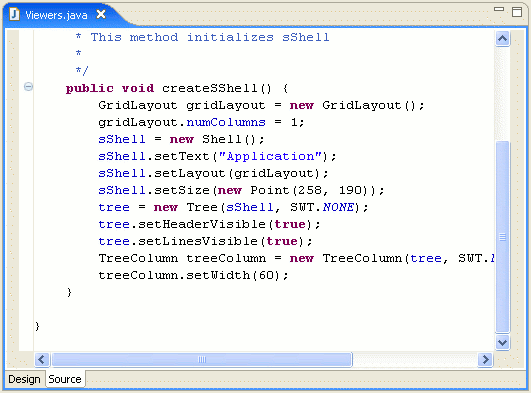 Viewers.java
* This method initializes sShell
*
*/
public void createSShell() {
GridLayout gridLayout = new GridLayout();
gridLayout.numColumns = 1;
sShell = new Shell();
sShell.setText("Application");
sShell.setLayout(gridLayout);
sShell.setSize(new Point(258, 190));
tree = new Tree(sShell, SWT.NONE);
tree.setHeaderVisible(true);
tree.setLinesVisible(true);
TreeColumn treeColumn = new TreeColumn(tree, SWT.
treeColumn.setWidth(60);
}
}
Design Source